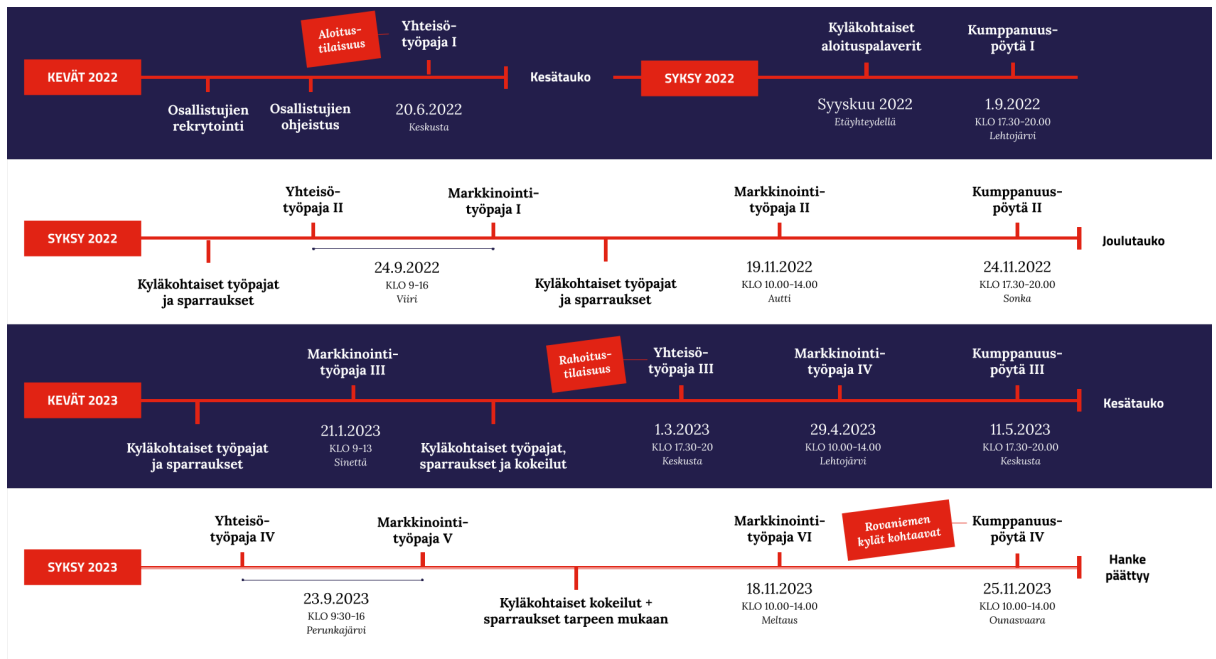 KEVÄT 2022
Osallistujien
rekrytointi
Osallistujien
ohjeistus
Aloitus-
tilaisuus
Yhteisö-
työpaja I
20.6.2022
Keskusta
Kesätauko
SYKSY 2022
Kyläkohtaiset
aloituspalaverit
Syyskuu 2022
Etäyhteydellä
Kumppanuus-
pöytä I
1.9.2022
KLO 17.30-20.00
Lehtojärvi
SYKSY 2022
Kyläkohtaiset työpajat
ja sparraukset
Yhteisö-
työpaja II
Markkinointi-
työpaja I
24.9.2022
KLO 9-16
Viiri
Kyläkohtaiset työpajat
ja sparraukset
Markkinointi-
työpaja II
19.11.2022
KLO 10.00-14.00
Autti
Kumppanuus-
pöytä II
24.11.2022
KLO 17.30-20.00
Sonka
Joulutauko
KEVÄT 2023
Kyläkohtaiset työpajat
ja sparraukset
Markkinointi-
työpaja III
21.1.2023
KLO 9-13
Sinettä
Kyläkohtaiset työpajat,
sparraukset ja kokeilut
Rahoitus-
tilaisuus
Yhteisö-
työpaja III
1.3.2023
KLO 17.30-20
Keskusta
Markkinointi-
työpaja IV
29.4.2023
KLO 10.00-14.00
Lehtojärvi
Kumppanuus-
pöytä III
11.5.2023
KLO 17.30-20.00
Keskusta
Kesätauko
SYKSY 2023
Yhteisö-
työpaja IV
Markkinointi-
työpaja V
23.9.2023
KLO 9:30-16
Perunkajärvi
Kyläkohtaiset kokeilut +
sparraukset tarpeen mukaan
Markkinointi-
työpaja VI
18.11.2023
KLO 10.00-14.00
Meltaus
Rovaniemen
kylät kohtaavat
Kumppanuus-
pöytä IV
25.11.2023
KLO 10.00-14.00
Ounasvaara
Hanke
päättyy